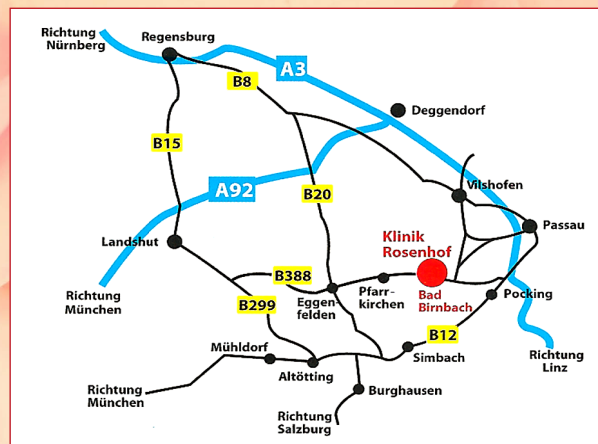 Richtung
Nürnberg
Regensburg
A3
B8
Deggendorf
B15
A92
B20
Vilshofen
Passau
Landshut
Klinik
Rosenhof
B388
Pfarr-
kirchen
Bad
Birnbach
Pocking
Eggen-
felden
Richtung
München
B299
B12
Simbach
Richtung
Linz
Mühldorf
Altötting
Richtung
München
Burghausen
Richtung
Salzburg